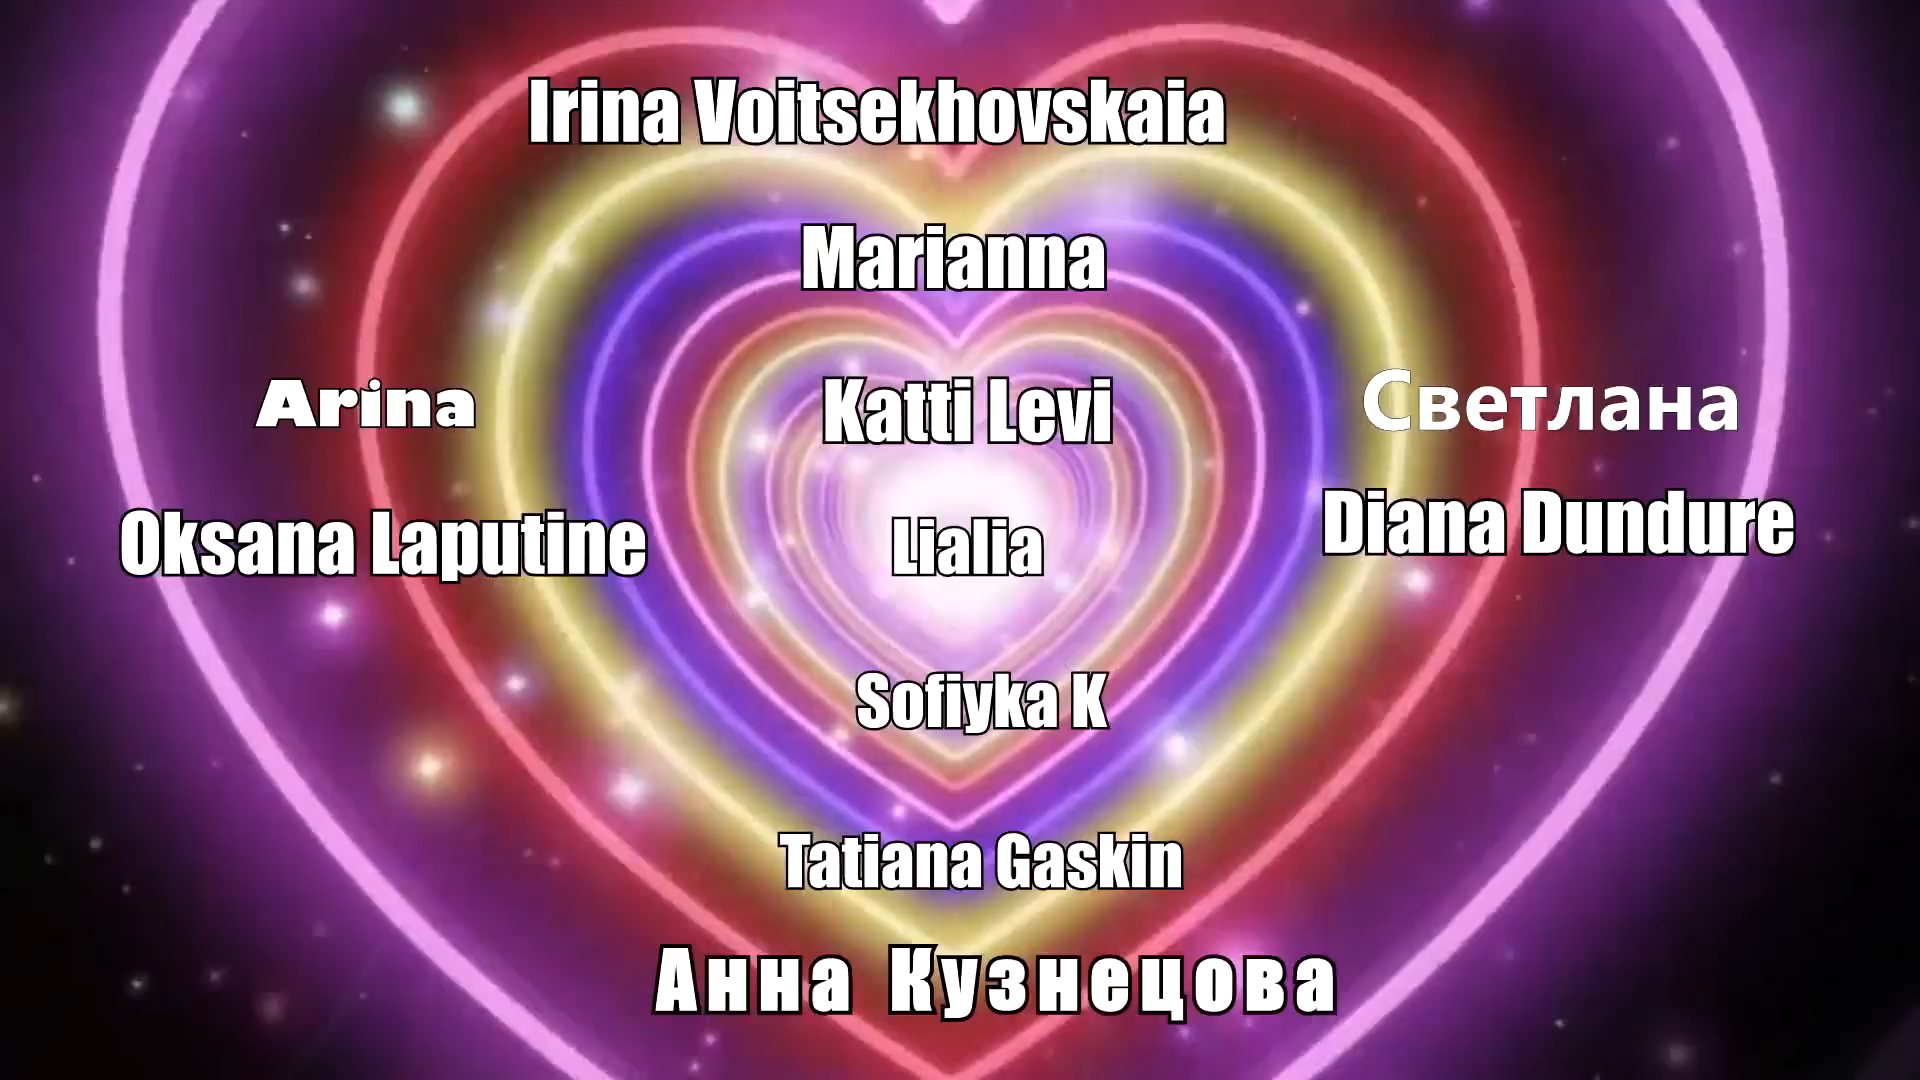 Irina Voitsekhovskaia
Marianna
Arina
Katti Levi
Светлана
Oksana Laputine
Lialia
Diana Dundure
Sofiyka K
Tatiana Gaskin
Анна Кузнецова